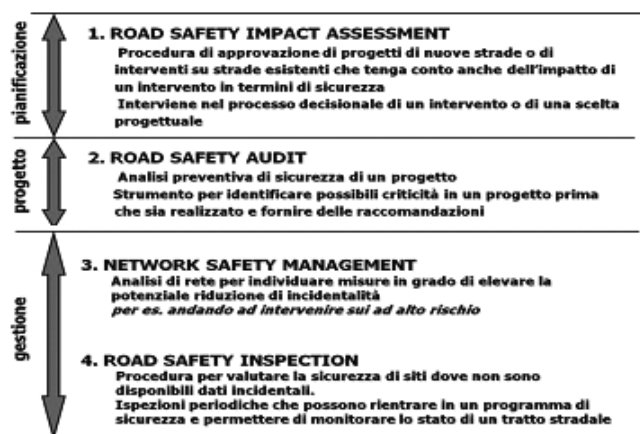 pianificazione
1. ROAD SAFETY IMPACT ASSESSMENT
Procedura di approvazione di progetti di nuove strade o di
interventi su strade esistenti che tenga conto anche dell'impatto di
un intervento in termini di sicurezza
Interviene nel processo decisionale di un intervento o di una scelta
progettuale
progetto
2. ROAD SAFETY AUDIT
Analisi preventiva di sicurezza di un progetto
Strumento per identificare possibili criticità in un progetto prima
che sia realizzato e fornire delle raccomandazioni
gestione
3. NETWORK SAFETY MANAGEMENT
Analisi di rete per individuare misure in grado di elevare la
potenziale riduzione di incidentalità
per es. andando ad intervenire sui ad alto rischio
4. ROAD SAFETY INSPECTION
Procedura per valutare la sicurezza di siti dove non sono
disponibili dati incidentali.
Ispezioni periodiche che possono rientrare in un programma di
sicurezza e permettere di monitorare lo stato di un tratto stradale